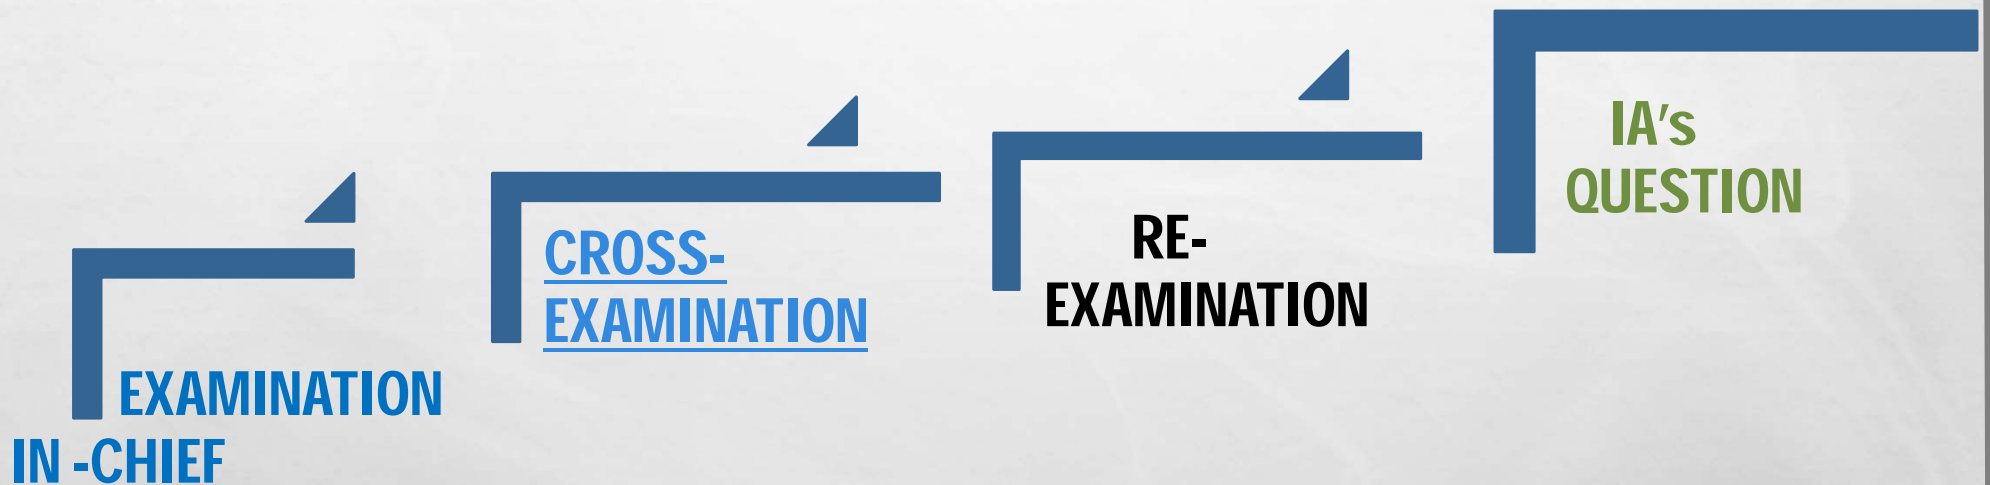 EXAMINATION
IN -CHIEF
CROSS-
EXAMINATION
RE-
EXAMINATION
IA's
QUESTION